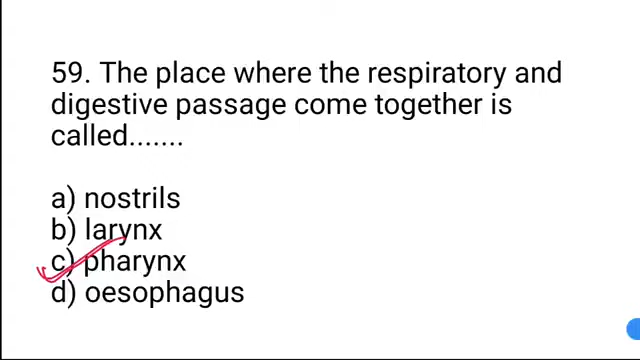 59. The place where the respiratory and
digestive passage come together is
called.......
a) nostrils
b) larynx
c) pharynx
d) oesophagus